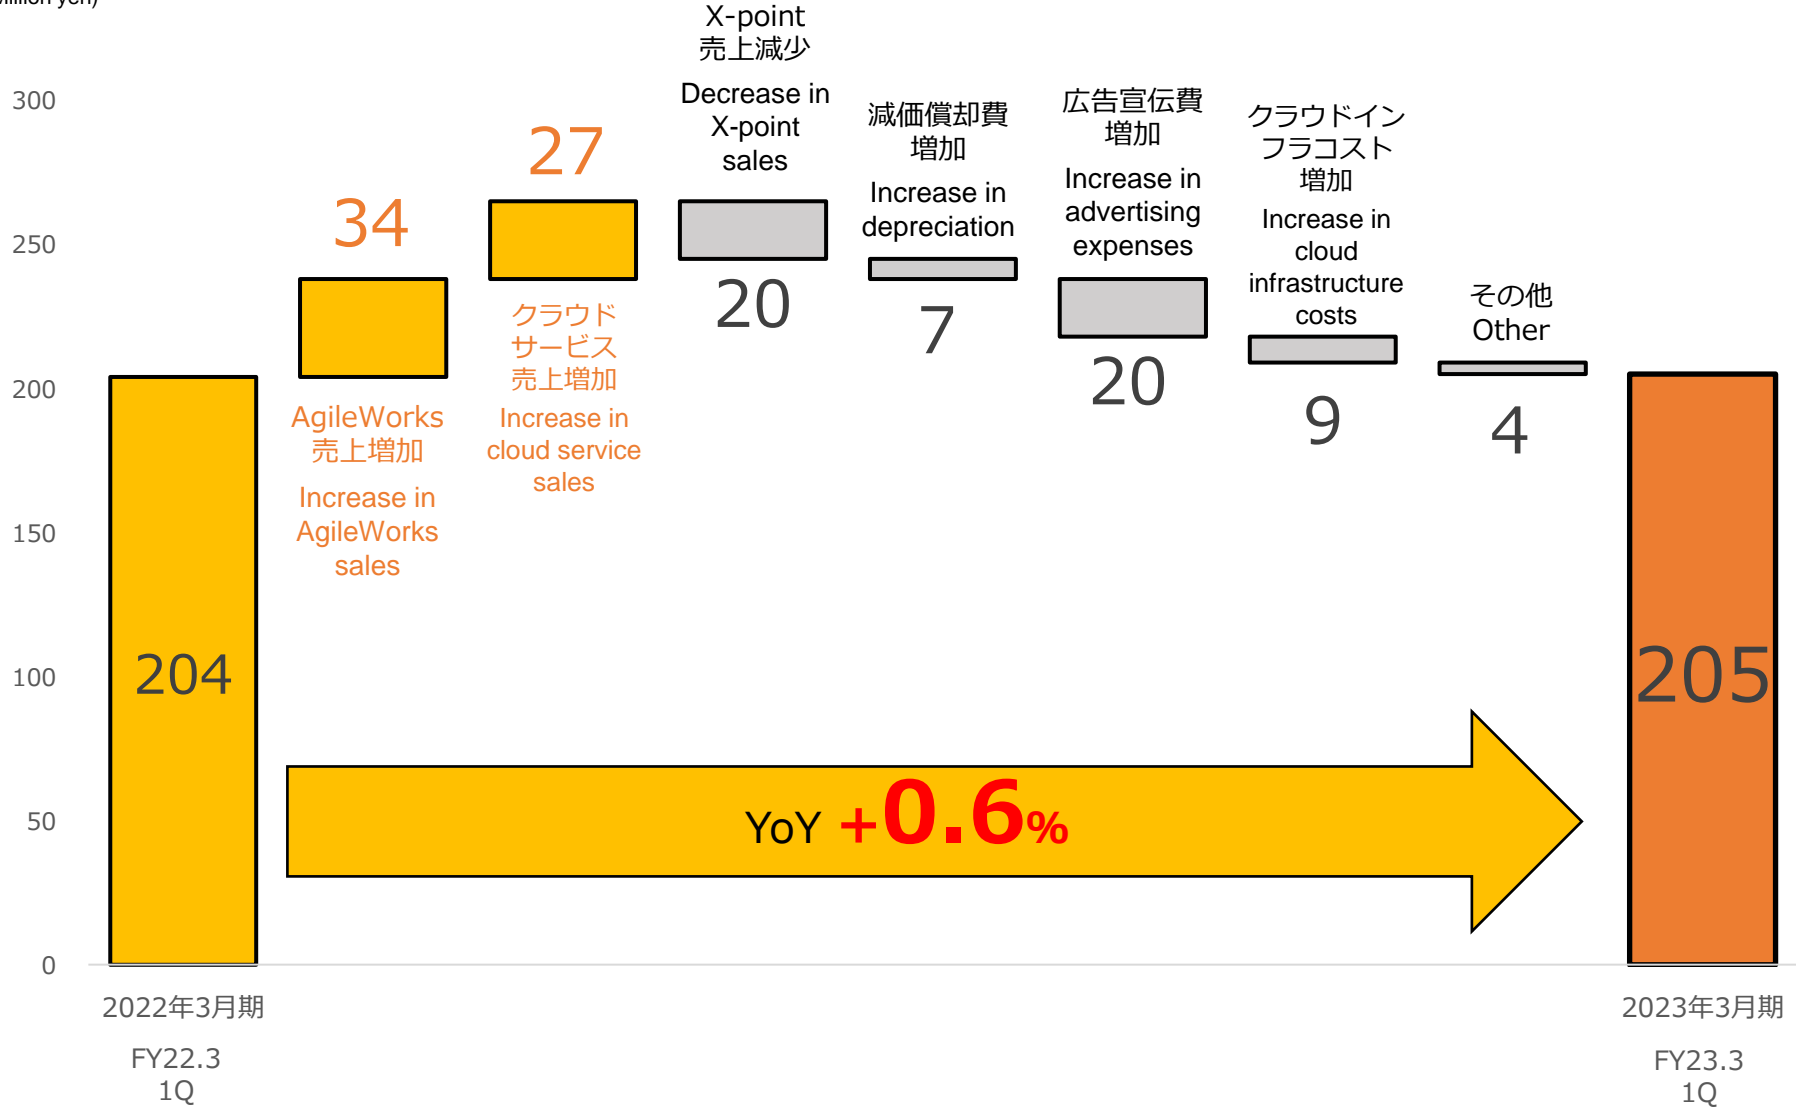 Million yen)
300
250
200
150
100
50
0
204
34
AgileWorks
売上増加
Increase in
AgileWorks
sales
27
クラウド
サービス
売上増加
Increase in
cloud service
sales
X-point
売上減少
Decrease in
X-point
sales
20
減価償却費
増加
Increase in
depreciation
7
広告宣伝費
増加
Increase in
advertising
expenses
20
クラウドイン
フラコスト
増加
Increase in
cloud
infrastructure
costs
9
その他
Other
4
205
YoY +0.6%
2022年3月期
FY22.3
1Q
2023年3月期
FY23.3
1Q